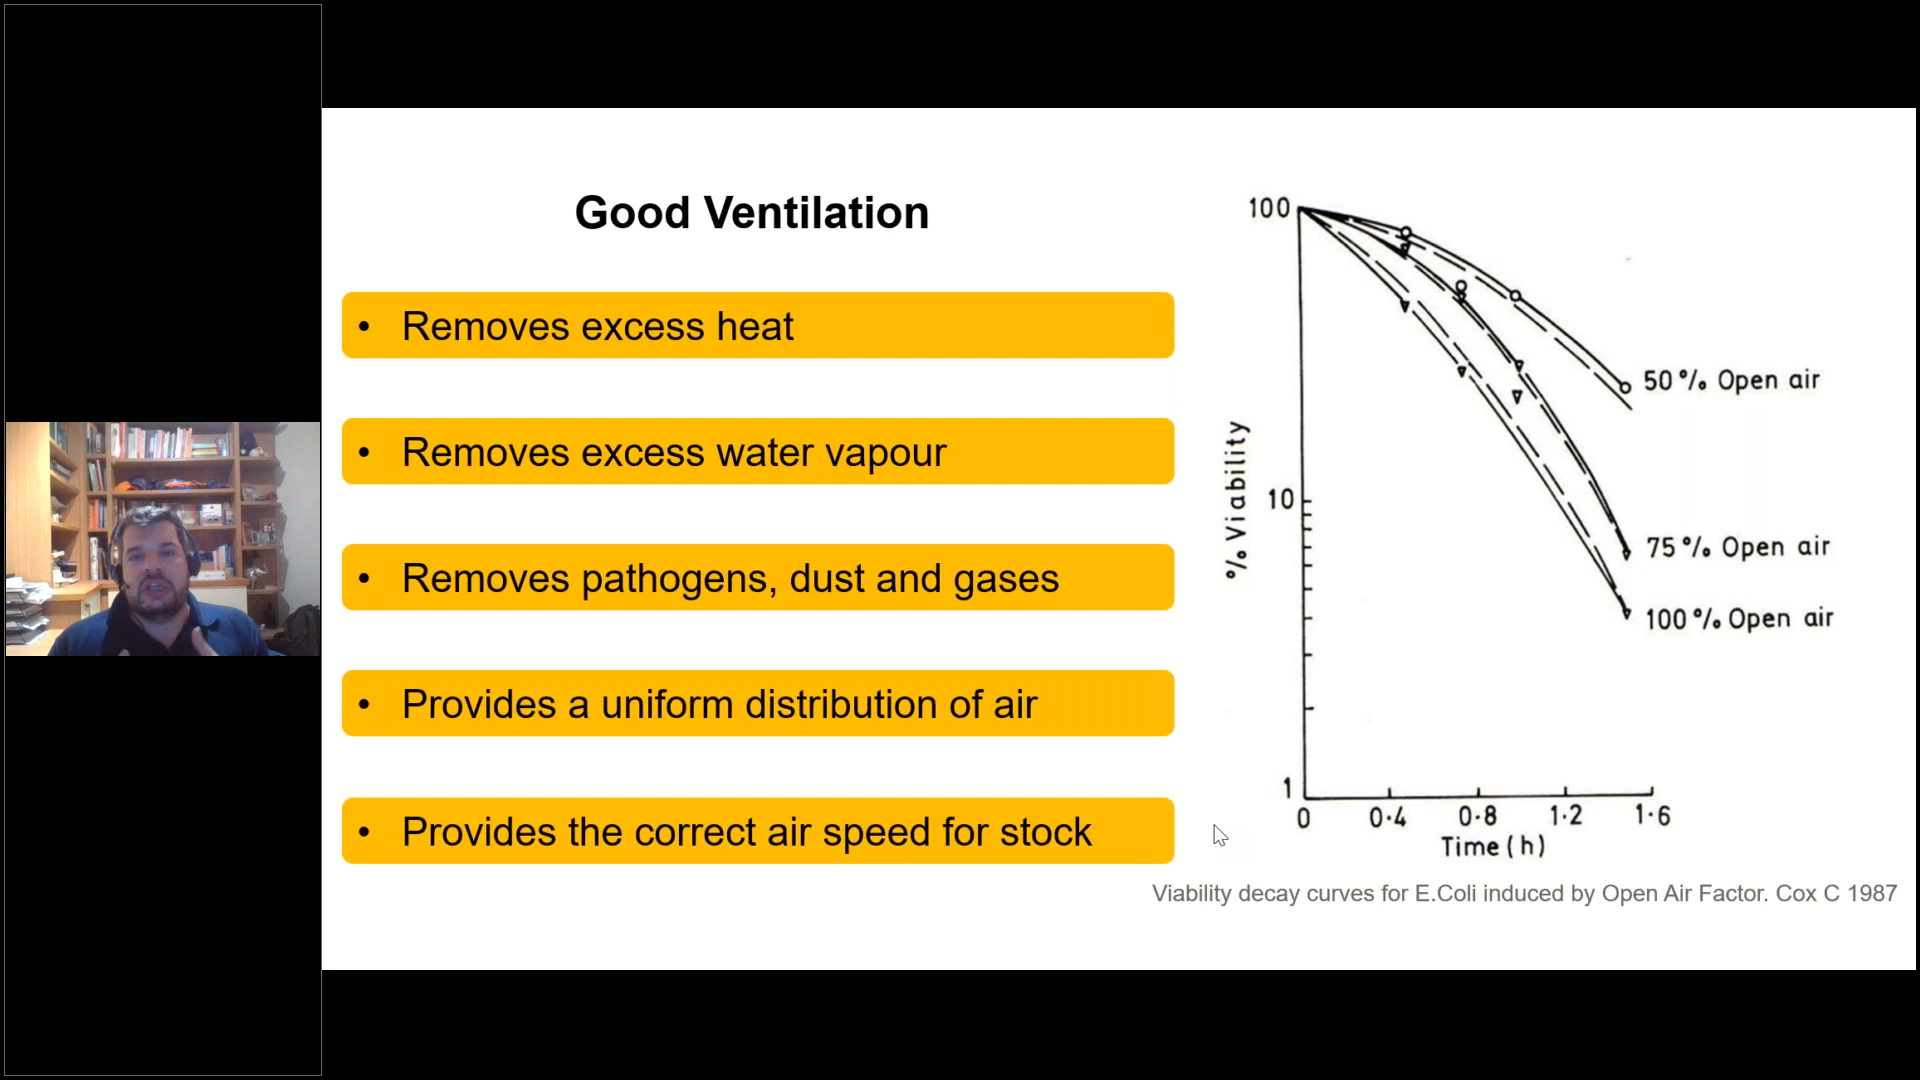 Good Ventilation
• Removes excess heat
• Removes excess water vapour
• Removes pathogens, dust and gases
• Provides a uniform distribution of air
• Provides the correct air speed for stock
100
10
1
% Viability
50% Open air
75% Open air
100% Open air
0 0·4 0·8 1·2 1·6
Time (h)
Viability decay curves for E.Coli induced by Open Air Factor. Cox C 1987